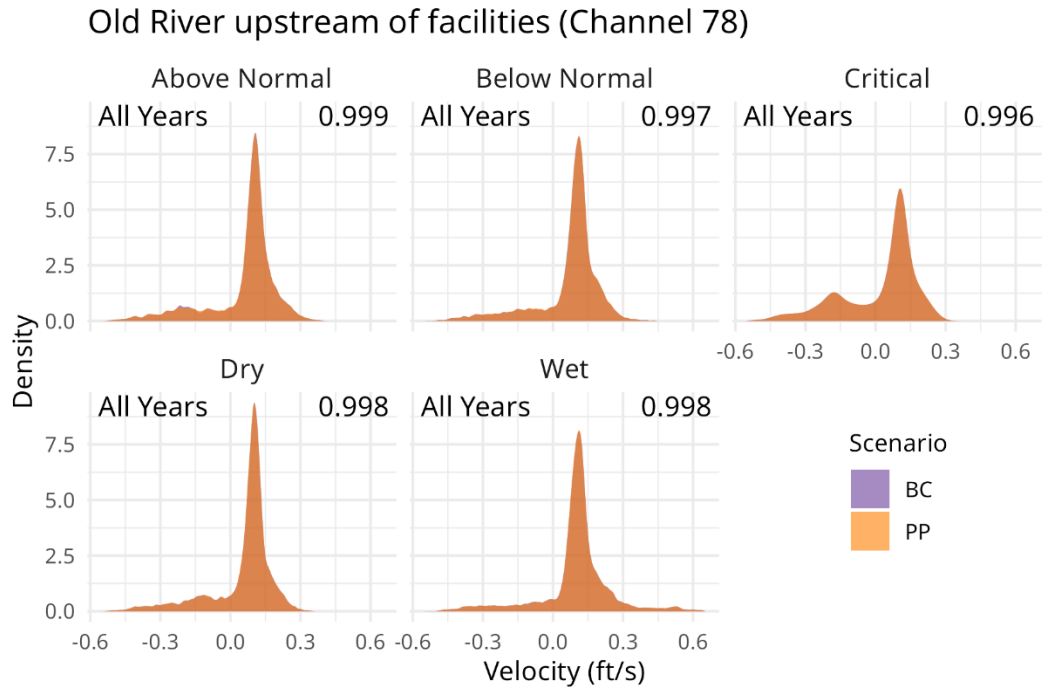 Old River upstream of facilities (Channel 78)
Above Normal
Below Normal
Critical
All Years 0.999
All Years 0.997
All Years 0.996
7.5
5.0
2.5
0.0
-0.6 -0.3 0.0 0.3 0.6
Density
Dry
Wet
All Years 0.998
All Years 0.998
7.5
5.0
2.5
0.0
-0.6 -0.3 0.0 0.3 0.6
-0.6 -0.3 0.0 0.3 0.6
Velocity (ft/s)
Scenario
BC
PP